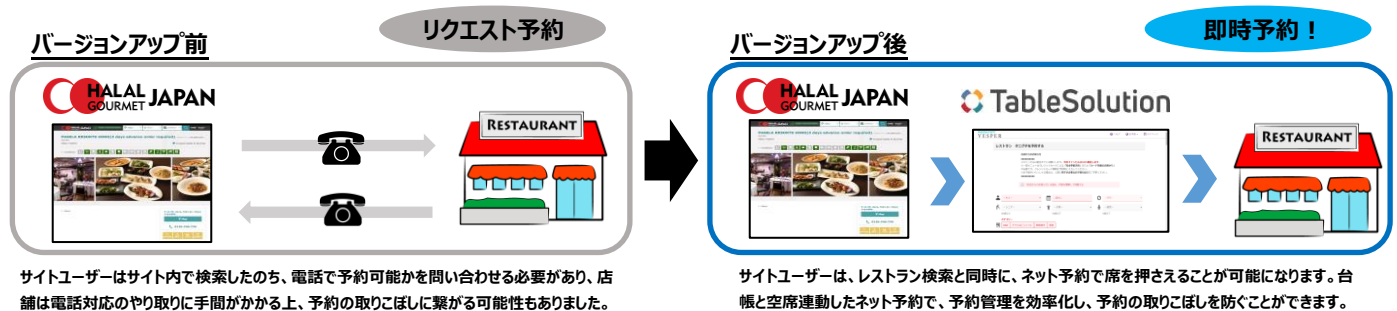 バージョンアップ前
リクエスト予約
HALAL
GOURMET JAPAN
RESTAURANT
サイトユーザーはサイト内で検索したのち、電話で予約可能かを問い合わせる必要があり、店
舗は電話対応のやり取りに手間がかかる上、予約の取りこぼしに繋がる可能性もありました。
バージョンアップ後
即時予約！
HALAL
GOURMET JAPAN
TableSolution
VESPER
RESTAURANT
サイトユーザーは、レストラン検索と同時に、ネット予約で席を押さえることが可能になります。台
帳と空席連動したネット予約で、予約管理を効率化し、予約の取りこぼしを防ぐことができます。